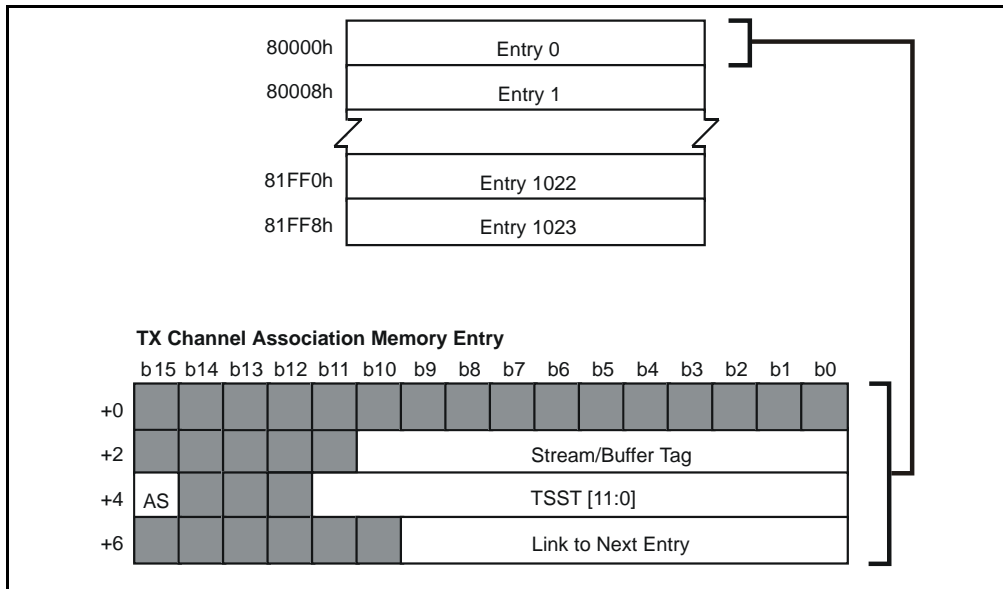 80000h Entry 0
80008h Entry 1
81FF0h Entry 1022
81FF8h Entry 1023
TX Channel Association Memory Entry
b15 b14 b13 b12 b11 b10 b9 b8 b7 b6 b5 b4 b3 b2 b1 b0
+0
+2 Stream/Buffer Tag
+4 AS TSST [11:0]
+6 Link to Next Entry